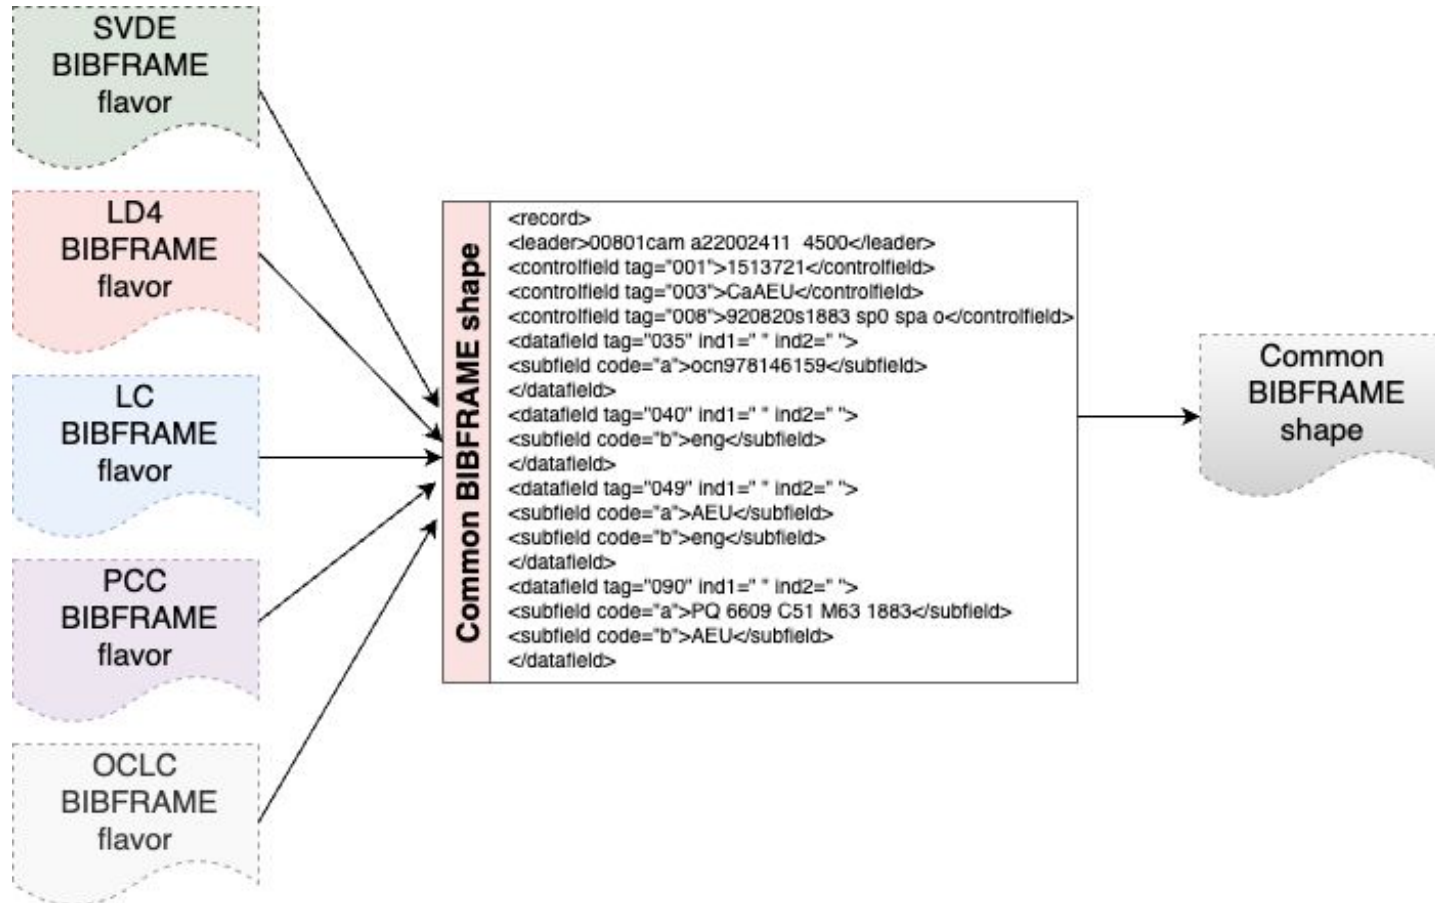 SVDE
BIBFRAME
flavor
LD4
BIBFRAME
flavor
LC
BIBFRAME
flavor
PCC
BIBFRAME
flavor
OCLC
BIBFRAME
flavor
Common BIBFRAME shape
<record>
<leader>00801cam a22002411  4500</leader>
<controlfield tag="001">1513721</controlfield>
<controlfield tag="003">CaAEU</controlfield>
<controlfield tag="008">920820s1883 sp0 spa o</controlfield>
<datafield tag="035" ind1=" " ind2=" ">
<subfield code="a">ocn978146159</subfield>
</datafield>
<datafield tag="040" ind1=" " ind2=" ">
<subfield code="b">eng</subfield>
</datafield>
<datafield tag="049" ind1=" " ind2=" ">
<subfield code="a">AEU</subfield>
<subfield code="b">eng</subfield>
</datafield>
<datafield tag="090" ind1=" " ind2=" ">
<subfield code="a">PQ 6609 C51 M63 1883</subfield>
<subfield code="b">AEU</subfield>
</datafield>
Common
BIBFRAME
shape